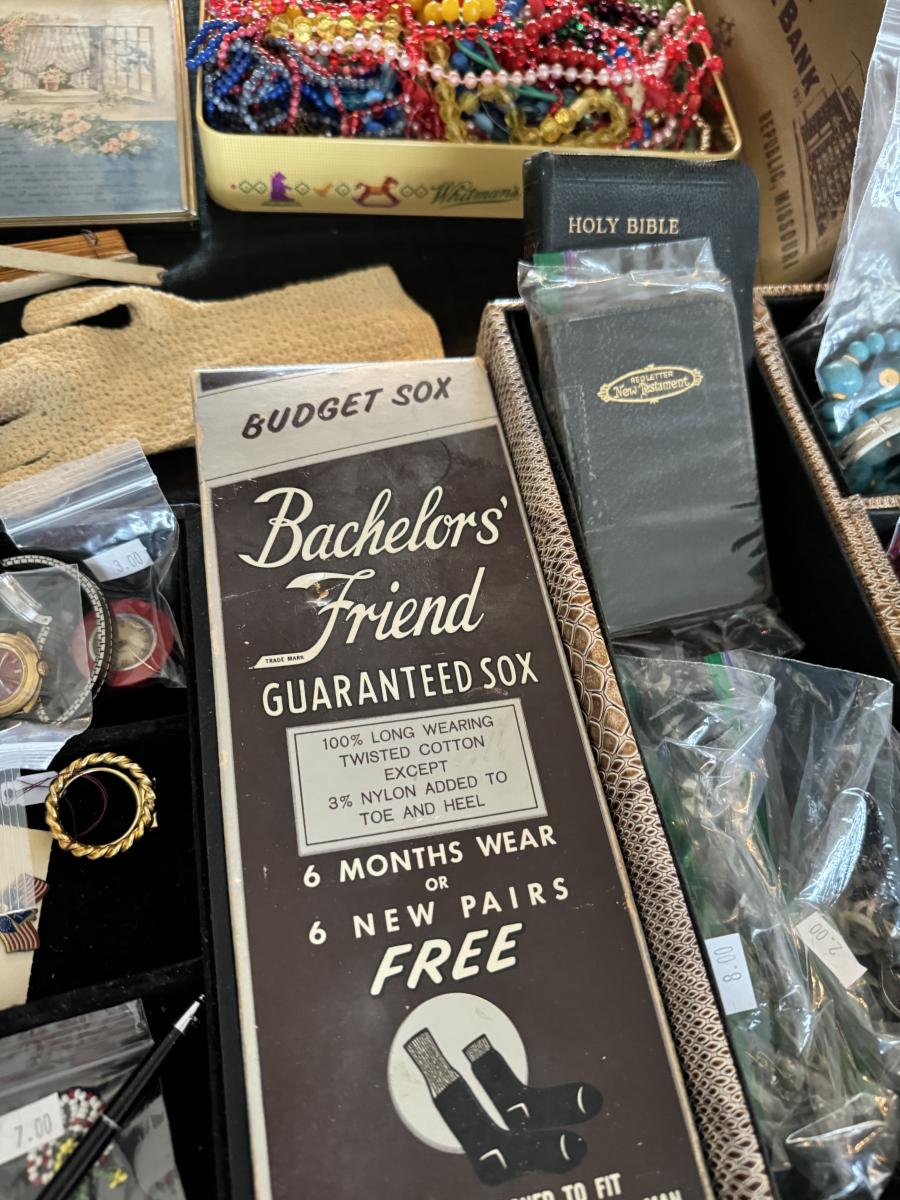 Whitman's
BANK
REPUBLIC, MISSOURI
HOLY BIBLE
RED LETTER
New Testament
BUDGET SOX
Bachelors'
Friend
TRADE MARK
GUARANTEED SOX
100% LONG WEARING
TWISTED COTTON
EXCEPT
3% NYLON ADDED TO
TOE AND HEEL
6 MONTHS WEAR
OR
6 NEW PAIRS
FREE
TO FIT
3.00
8.00
2.00
7.00